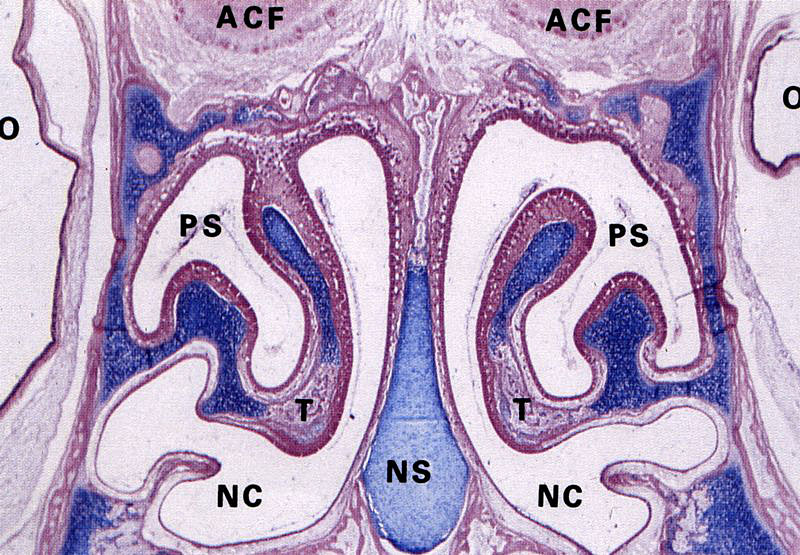 ACF ACF
O O
PS PS
T T
NS
NC NC